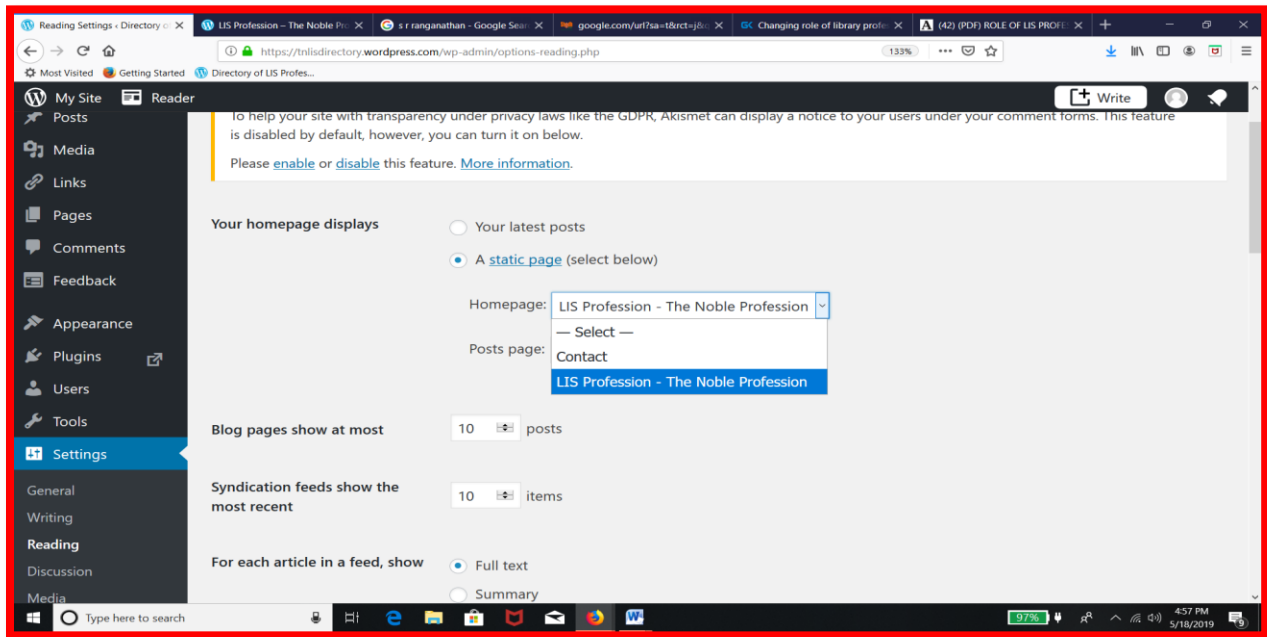 Reading Settings ‹ Directory of
LIS Profession – The Noble Pro
s r ranganathan - Google Sear
google.com/url?sa=t&rct=j&
Changing role of library profes
(42) (PDF) ROLE OF LIS PROFES
https://tnlisdirectory.wordpress.com/wp-admin/options-reading.php
133%
Most Visited
Getting Started
Directory of LIS Profes...
My Site
Reader
Write
Posts
Media
Links
Pages
Comments
Feedback
Appearance
Plugins
Users
Tools
Settings
General
Writing
Reading
Discussion
Media
To help your site with transparency under privacy laws like the GDPR, Akismet can display a notice to your users under your comment forms. This feature
is disabled by default, however, you can turn it on below.
Please enable or disable this feature. More information.
Your homepage displays
Your latest posts
A static page (select below)
Homepage: LIS Profession - The Noble Profession
— Select —
Contact
LIS Profession - The Noble Profession
Posts page:
Blog pages show at most
10 posts
Syndication feeds show the
most recent
10 items
For each article in a feed, show
Full text
Summary
Type here to search
97%
4:57 PM
5/18/2019